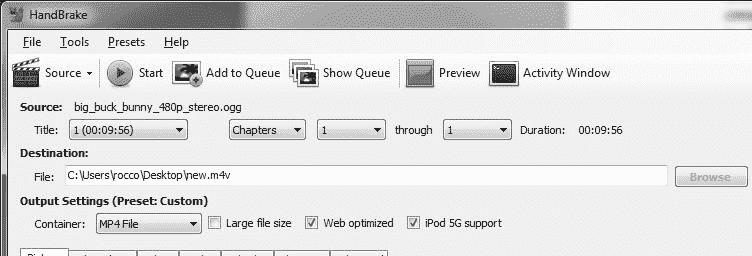 HandBrake
File Tools Presets Help
Source Start Add to Queue Show Queue Preview Activity Window
Source: big_buck_bunny_480p_stereo.ogg
Title: 1 (00:09:56) Chapters 1 through 1 Duration: 00:09:56
Destination:
File: C:\Users\rocco\Desktop\new.m4v Browse
Output Settings (Preset: Custom)
Container: MP4 File Large file size Web optimized iPod 5G support